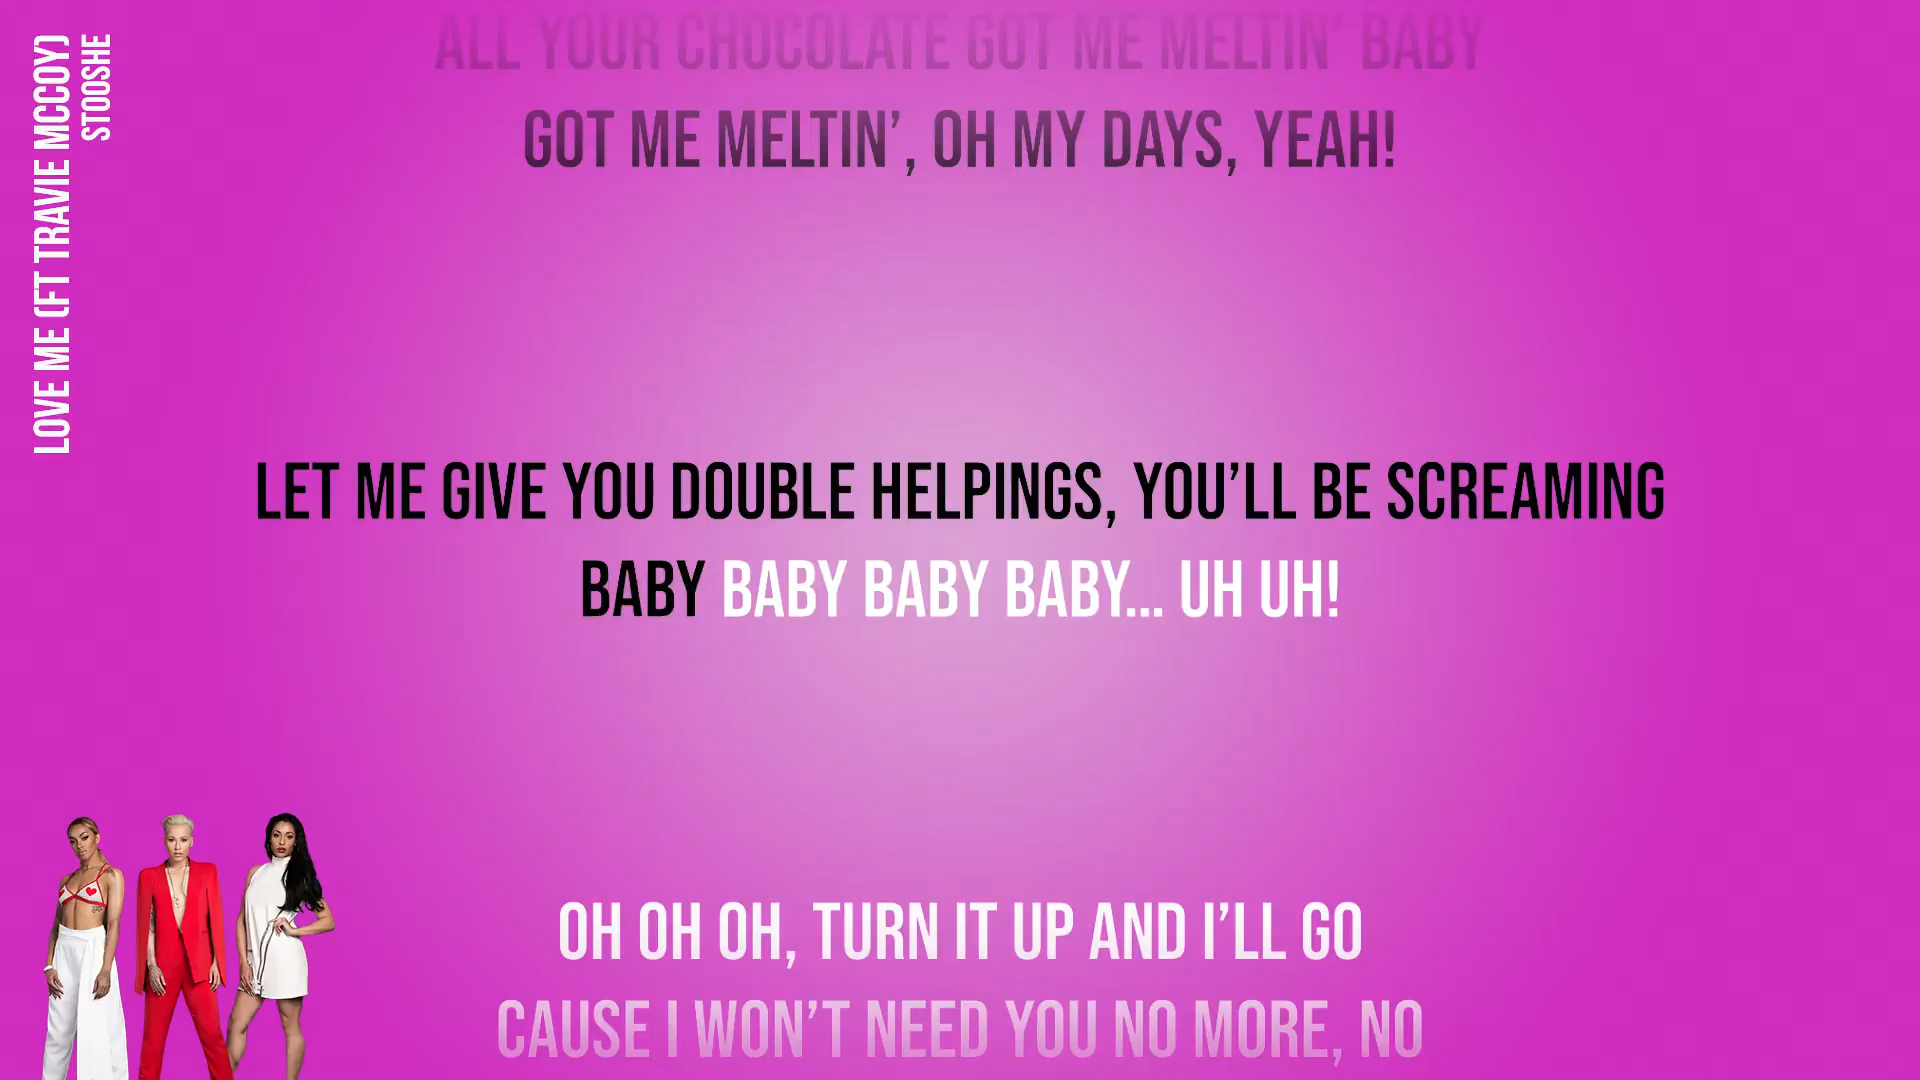 LOVE ME (FT TRAVIE MCCOY)
STOOSHE
ALL YOUR CHOCOLATE GOT ME MELTIN’ BABY
GOT ME MELTIN’, OH MY DAYS, YEAH!
LET ME GIVE YOU DOUBLE HELPINGS, YOU’LL BE SCREAMING
BABY BABY BABY BABY... UH UH!
OH OH OH, TURN IT UP AND I’LL GO
CAUSE I WON’T NEED YOU NO MORE, NO